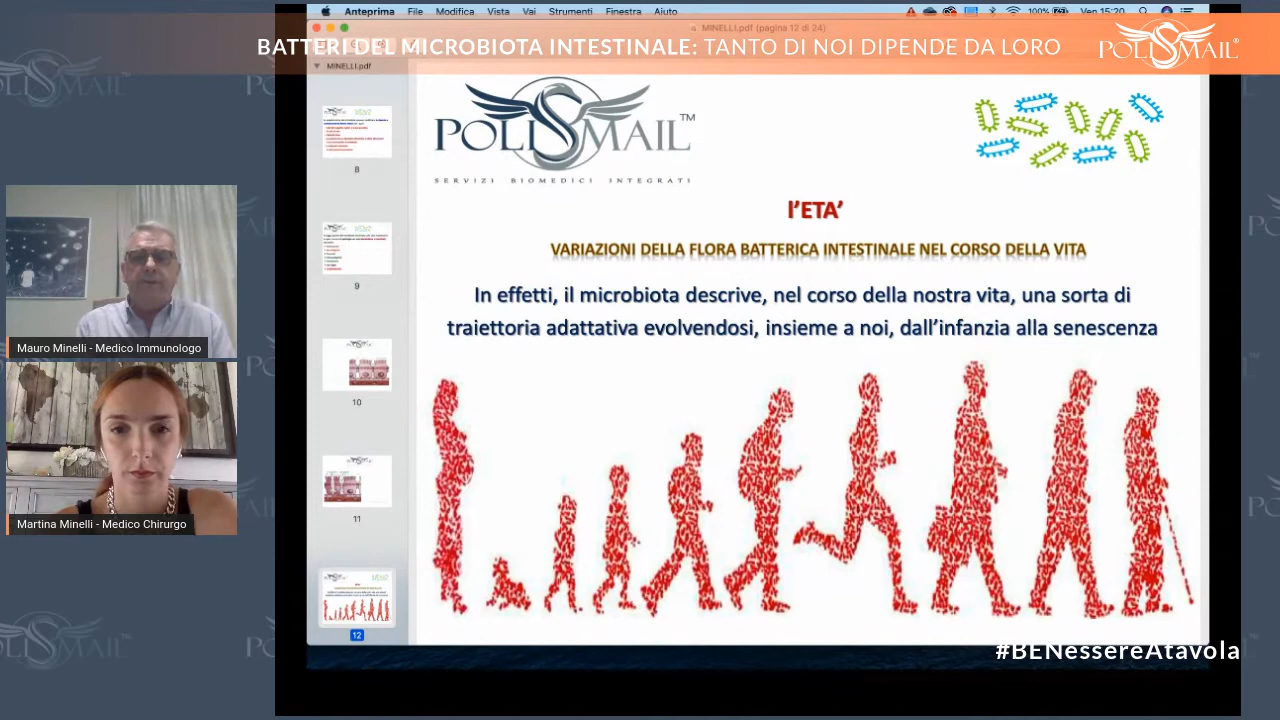 Anteprima File Modifica Vista Vai Strumenti Finestra Aiuto 100% Ven 15:20
MINELLI.pdf (pagina 12 di 24)
BATTERI DEL MICROBIOTA INTESTINALE: TANTO DI NOI DIPENDE DA LORO
POLISMAIL®
MINELLI.pdf
POLISMAIL™
SERVIZI BIOMEDICI INTEGRATI
8
9
10
11
12
l'ETA'
VARIAZIONI DELLA FLORA BATTERICA INTESTINALE NEL CORSO DELLA VITA
In effetti, il microbiota descrive, nel corso della nostra vita, una sorta di
traiettoria adattativa evolvendosi, insieme a noi, dall'infanzia alla senescenza
Mauro Minelli - Medico Immunologo
Martina Minelli - Medico Chirurgo
#BENessereAtavola